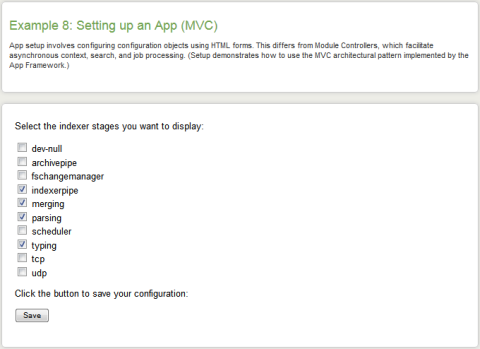 Example 8: Setting up an App (MVC)
App setup involves configuring configuration objects using HTML forms. This differs from Module Controllers, which facilitate
asynchronous context, search, and job processing. (Setup demonstrates how to use the MVC architectural pattern implemented by the
App Framework.)
Select the indexer stages you want to display:
dev-null
archivepipe
fschangemanager
indexerpipe
merging
parsing
scheduler
typing
tcp
udp
Click the button to save your configuration:
Save